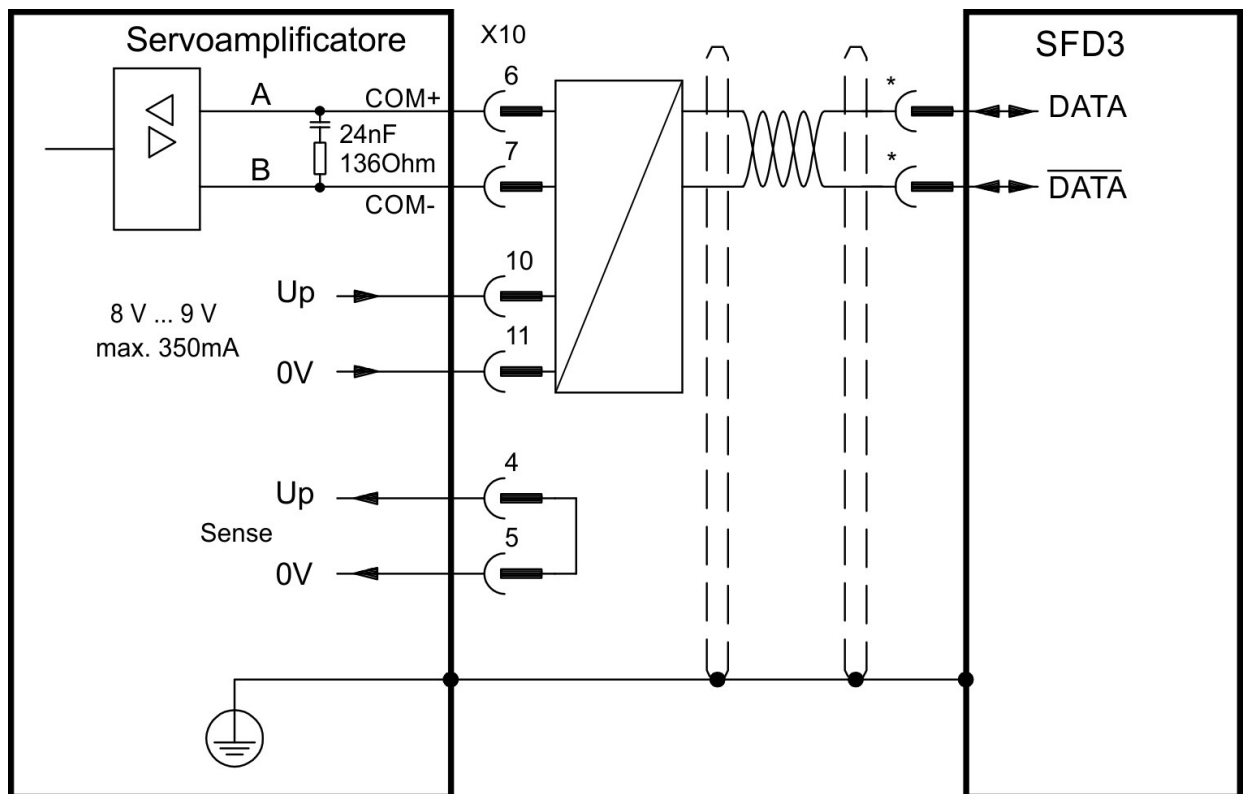 Servoamplificatore
X10
SFD3
A
COM+
6
*
DATA
24nF
136Ohm
7
*
B
COM-
DATA
10
Up
8 V ... 9 V
max. 350mA
11
0V
4
Up
Sense
5
0V